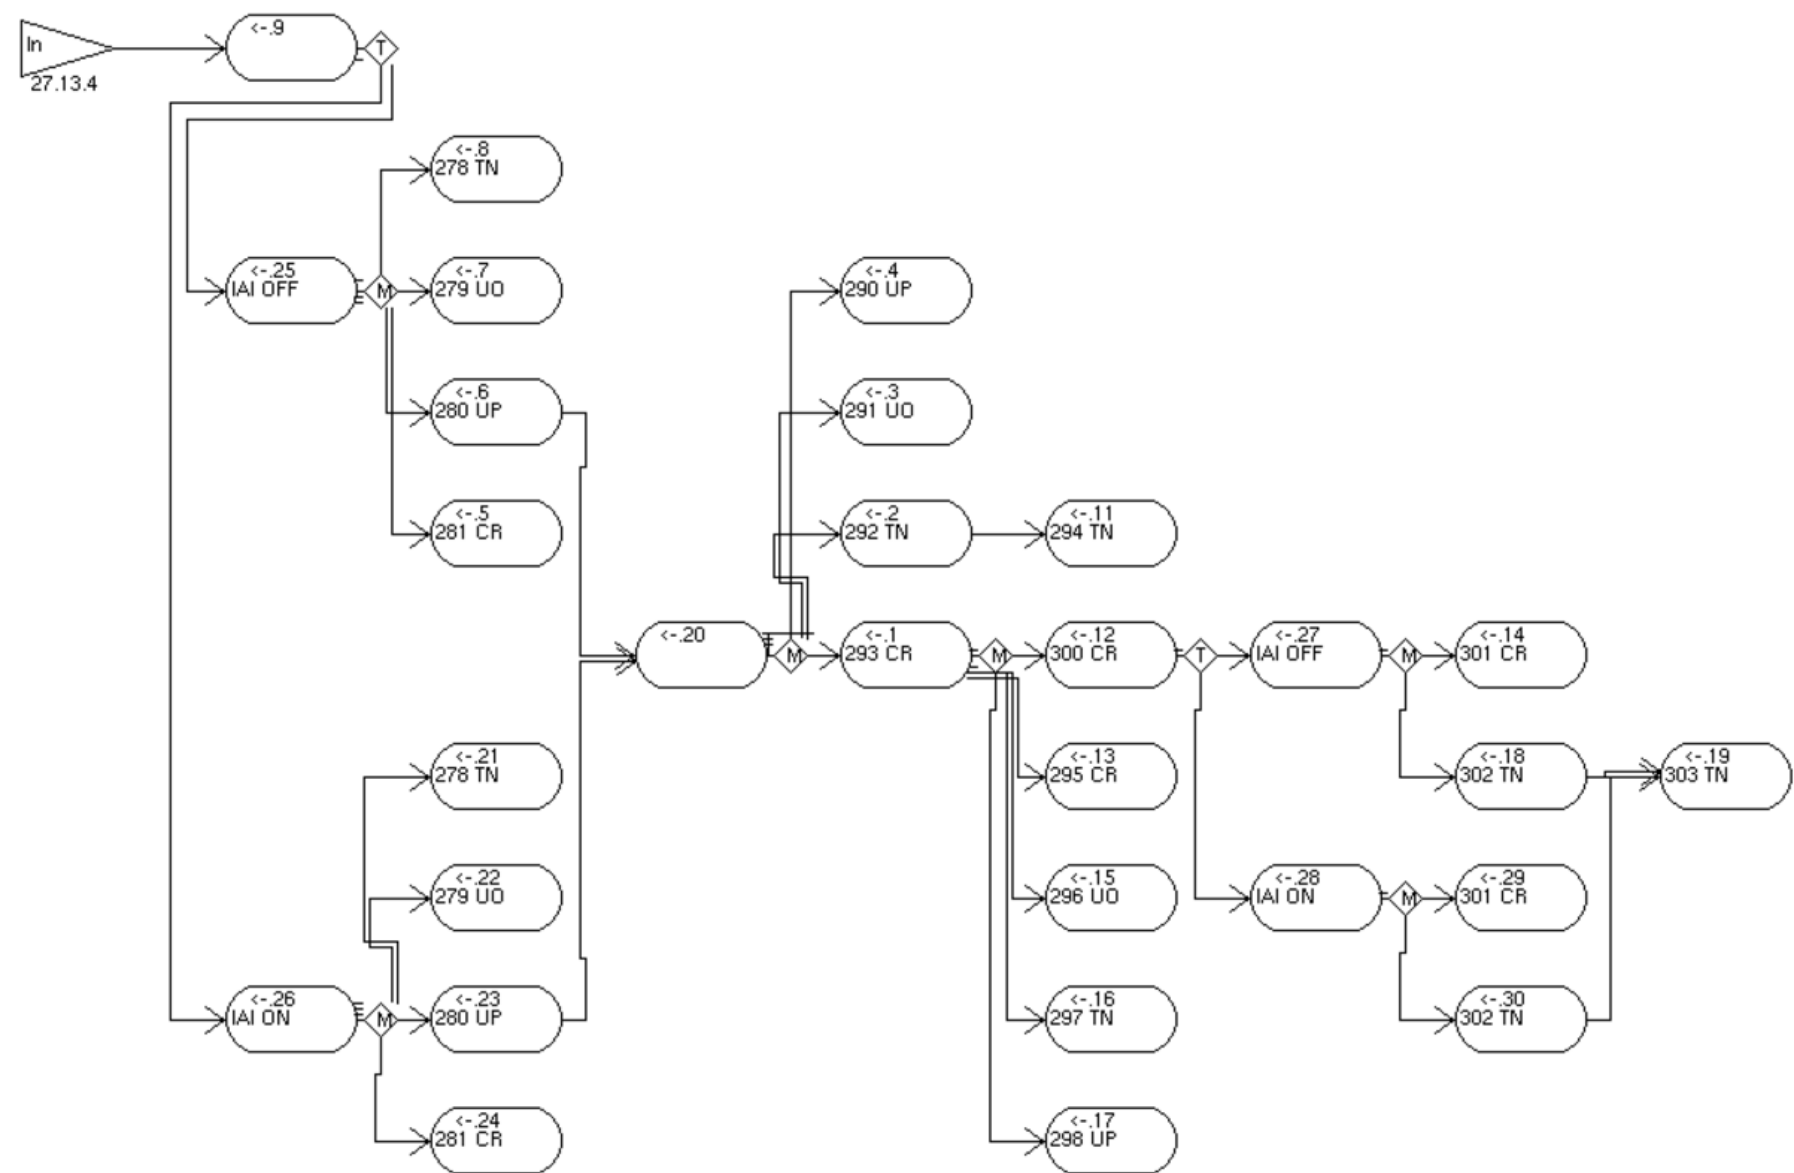 In
27.13.4
<-.9
T
<-.8
278 TN
<-.25
IAI OFF
M
<-.7
279 UO
<-.6
280 UP
<-.5
281 CR
<-.4
290 UP
<-.3
291 UO
<-.2
292 TN
<-.11
294 TN
<-.20
M
<-.1
293 CR
M
<-.12
300 CR
T
<-.27
IAI OFF
M
<-.14
301 CR
<-.21
278 TN
<-.13
295 CR
<-.18
302 TN
<-.19
303 TN
<-.22
279 UO
<-.15
296 UO
<-.28
IAI ON
M
<-.29
301 CR
<-.26
IAI ON
M
<-.23
280 UP
<-.16
297 TN
<-.30
302 TN
<-.24
281 CR
<-.17
298 UP